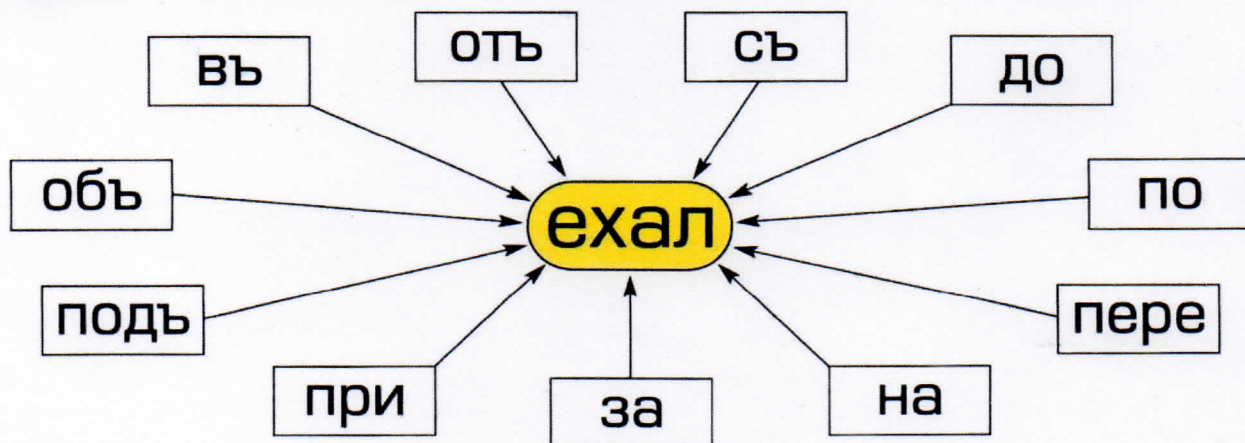 въ
отъ
съ
до
объ
ехал
по
подъ
пере
при
за
на